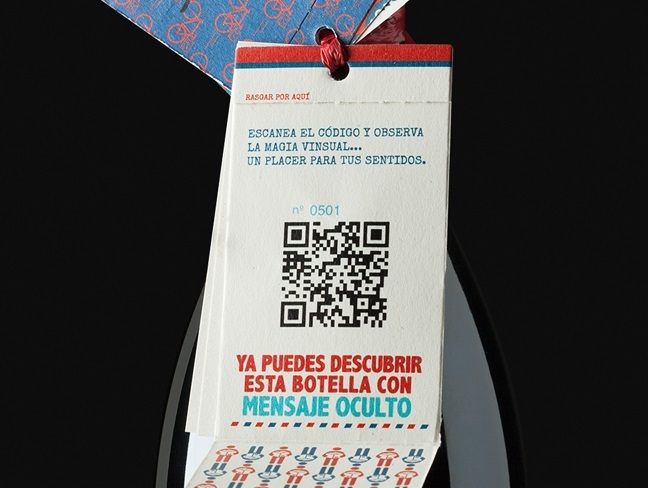 RASGAR POR AQUÍ
ESCANEA EL CÓDIGO Y OBSERVA
LA MAGIA VINSUAL...
UN PLACER PARA TUS SENTIDOS.
nº 0501
YA PUEDES DESCUBRIR
ESTA BOTELLA CON
MENSAJE OCULTO